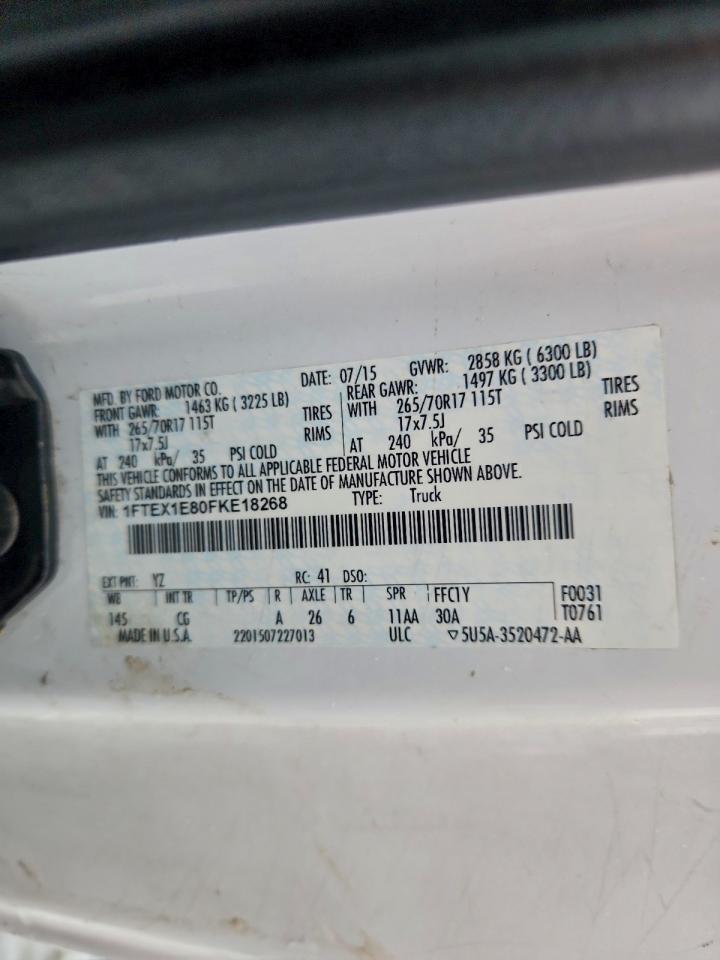 MFD. BY FORD MOTOR CO. DATE: 07/15 GVWR: 2858 KG ( 6300 LB)
FRONT GAWR: 1463 KG ( 3225 LB) REAR GAWR: 1497 KG ( 3300 LB)
WITH 265/70R17 115T TIRES WITH 265/70R17 115T TIRES
17x7.5J RIMS 17x7.5J RIMS
AT 240 kPa/ 35 PSI COLD AT 240 kPa/ 35 PSI COLD
THIS VEHICLE CONFORMS TO ALL APPLICABLE FEDERAL MOTOR VEHICLE
SAFETY STANDARDS IN EFFECT ON THE DATE OF MANUFACTURE SHOWN ABOVE.
VIN: 1FTEX1E80FKE18268 TYPE: Truck
EXT PNT: YZ RC: 41 DSO:
WB INT TR TP/PS R AXLE TR SPR FFC1Y F0031
145 CG A 26 6 11AA 30A T0761
MADE IN U.S.A. 2201507227013 ULC ▽5U5A-3520472-AA